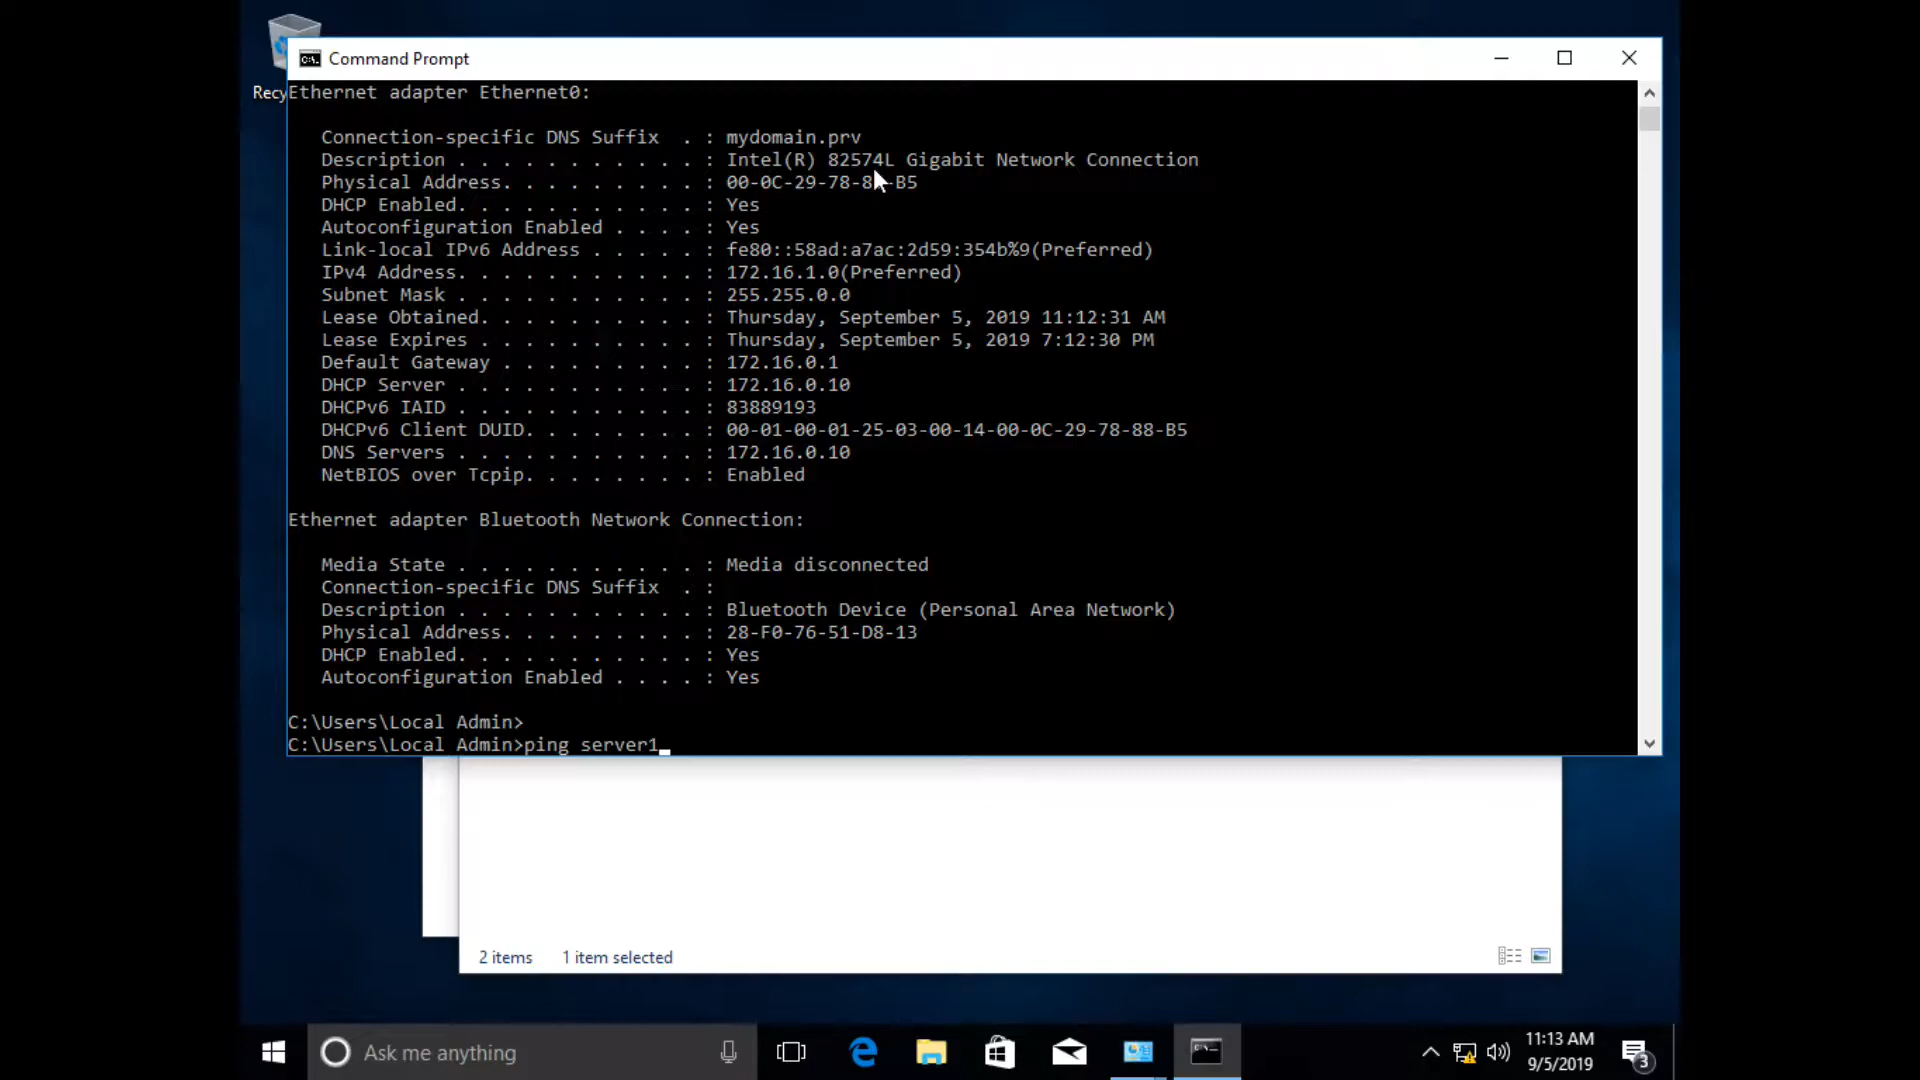 Recy
Command Prompt
Ethernet adapter Ethernet0:
Connection-specific DNS Suffix . : mydomain.prv
Description . . . . . . . . . . . : Intel(R) 82574L Gigabit Network Connection
Physical Address. . . . . . . . . : 00-0C-29-78-8 -B5
DHCP Enabled. . . . . . . . . . . : Yes
Autoconfiguration Enabled . . . . : Yes
Link-local IPv6 Address . . . . . : fe80::58ad:a7ac:2d59:354b%9(Preferred)
IPv4 Address. . . . . . . . . . . : 172.16.1.0(Preferred)
Subnet Mask . . . . . . . . . . . : 255.255.0.0
Lease Obtained. . . . . . . . . . : Thursday, September 5, 2019 11:12:31 AM
Lease Expires . . . . . . . . . . : Thursday, September 5, 2019 7:12:30 PM
Default Gateway . . . . . . . . . : 172.16.0.1
DHCP Server . . . . . . . . . . . : 172.16.0.10
DHCPv6 IAID . . . . . . . . . . . : 83889193
DHCPv6 Client DUID. . . . . . . . : 00-01-00-01-25-03-00-14-00-0C-29-78-88-B5
DNS Servers . . . . . . . . . . . : 172.16.0.10
NetBIOS over Tcpip. . . . . . . . : Enabled
Ethernet adapter Bluetooth Network Connection:
Media State . . . . . . . . . . . : Media disconnected
Connection-specific DNS Suffix . :
Description . . . . . . . . . . . : Bluetooth Device (Personal Area Network)
Physical Address. . . . . . . . . : 28-F0-76-51-D8-13
DHCP Enabled. . . . . . . . . . . : Yes
Autoconfiguration Enabled . . . . : Yes
C:\Users\Local Admin>
C:\Users\Local Admin>ping server1_
2 items 1 item selected
Ask me anything
11:13 AM
9/5/2019
3